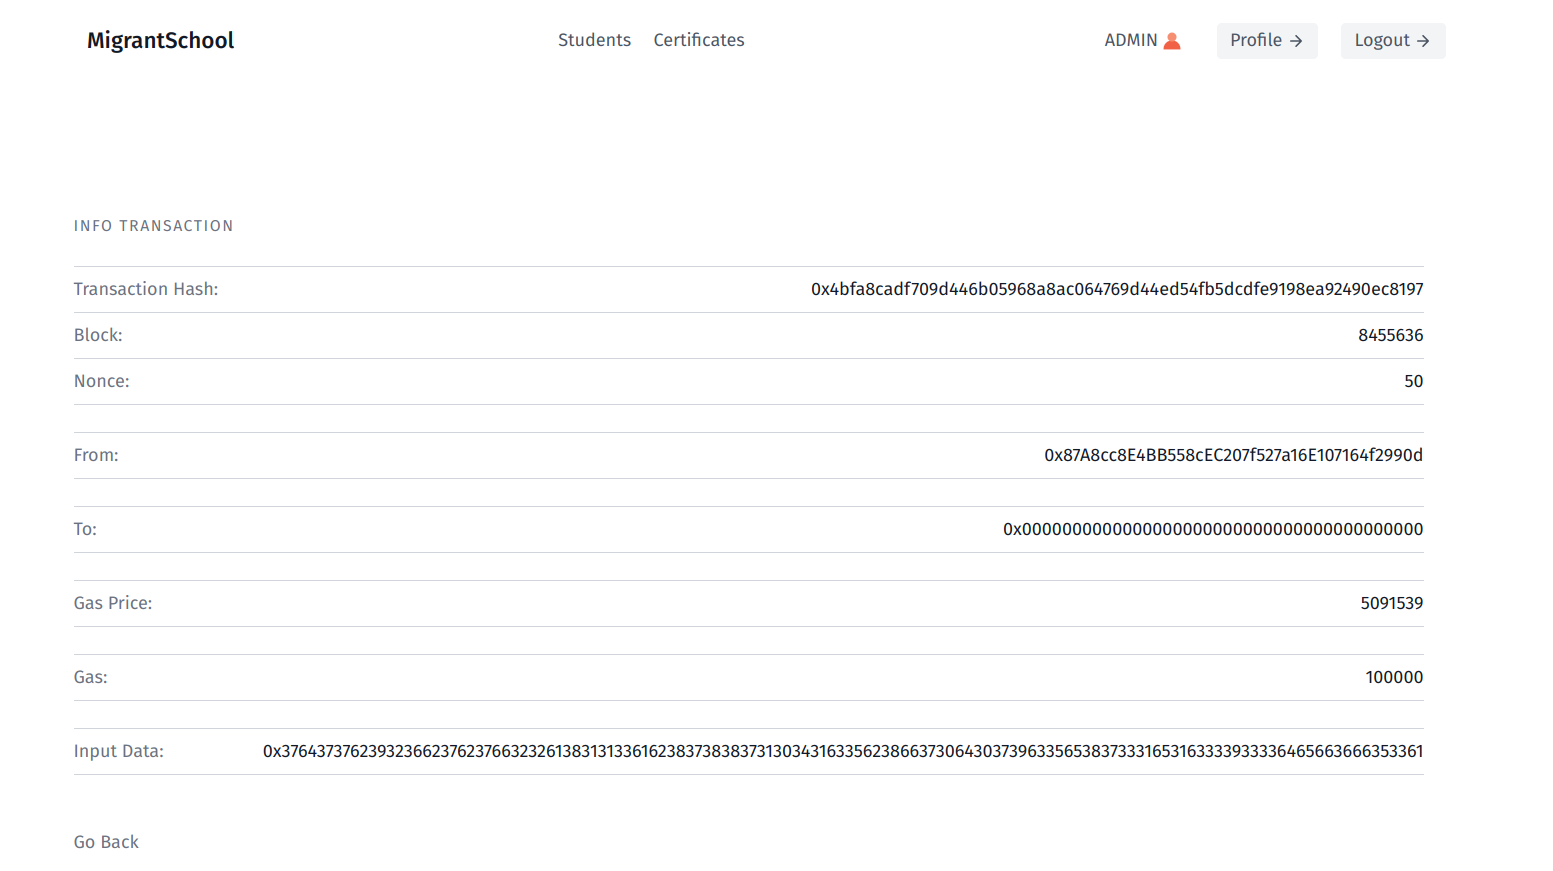 MigrantSchool
Students Certificates
ADMIN
Profile →
Logout →
INFO TRANSACTION
Transaction Hash: 0x4bfa8cadf709d446b05968a8ac064769d44ed54fb5dcdfe9198ea92490ec8197
Block: 8455636
Nonce: 50
From: 0x87A8cc8E4BB558cEC207f527a16E107164f2990d
To: 0x0000000000000000000000000000000000000000
Gas Price: 5091539
Gas: 100000
Input Data: 0x37643737623932366237623766323261383131336162383738383731303431633562386637306430373963356538373331653163333933336465663666353361
Go Back